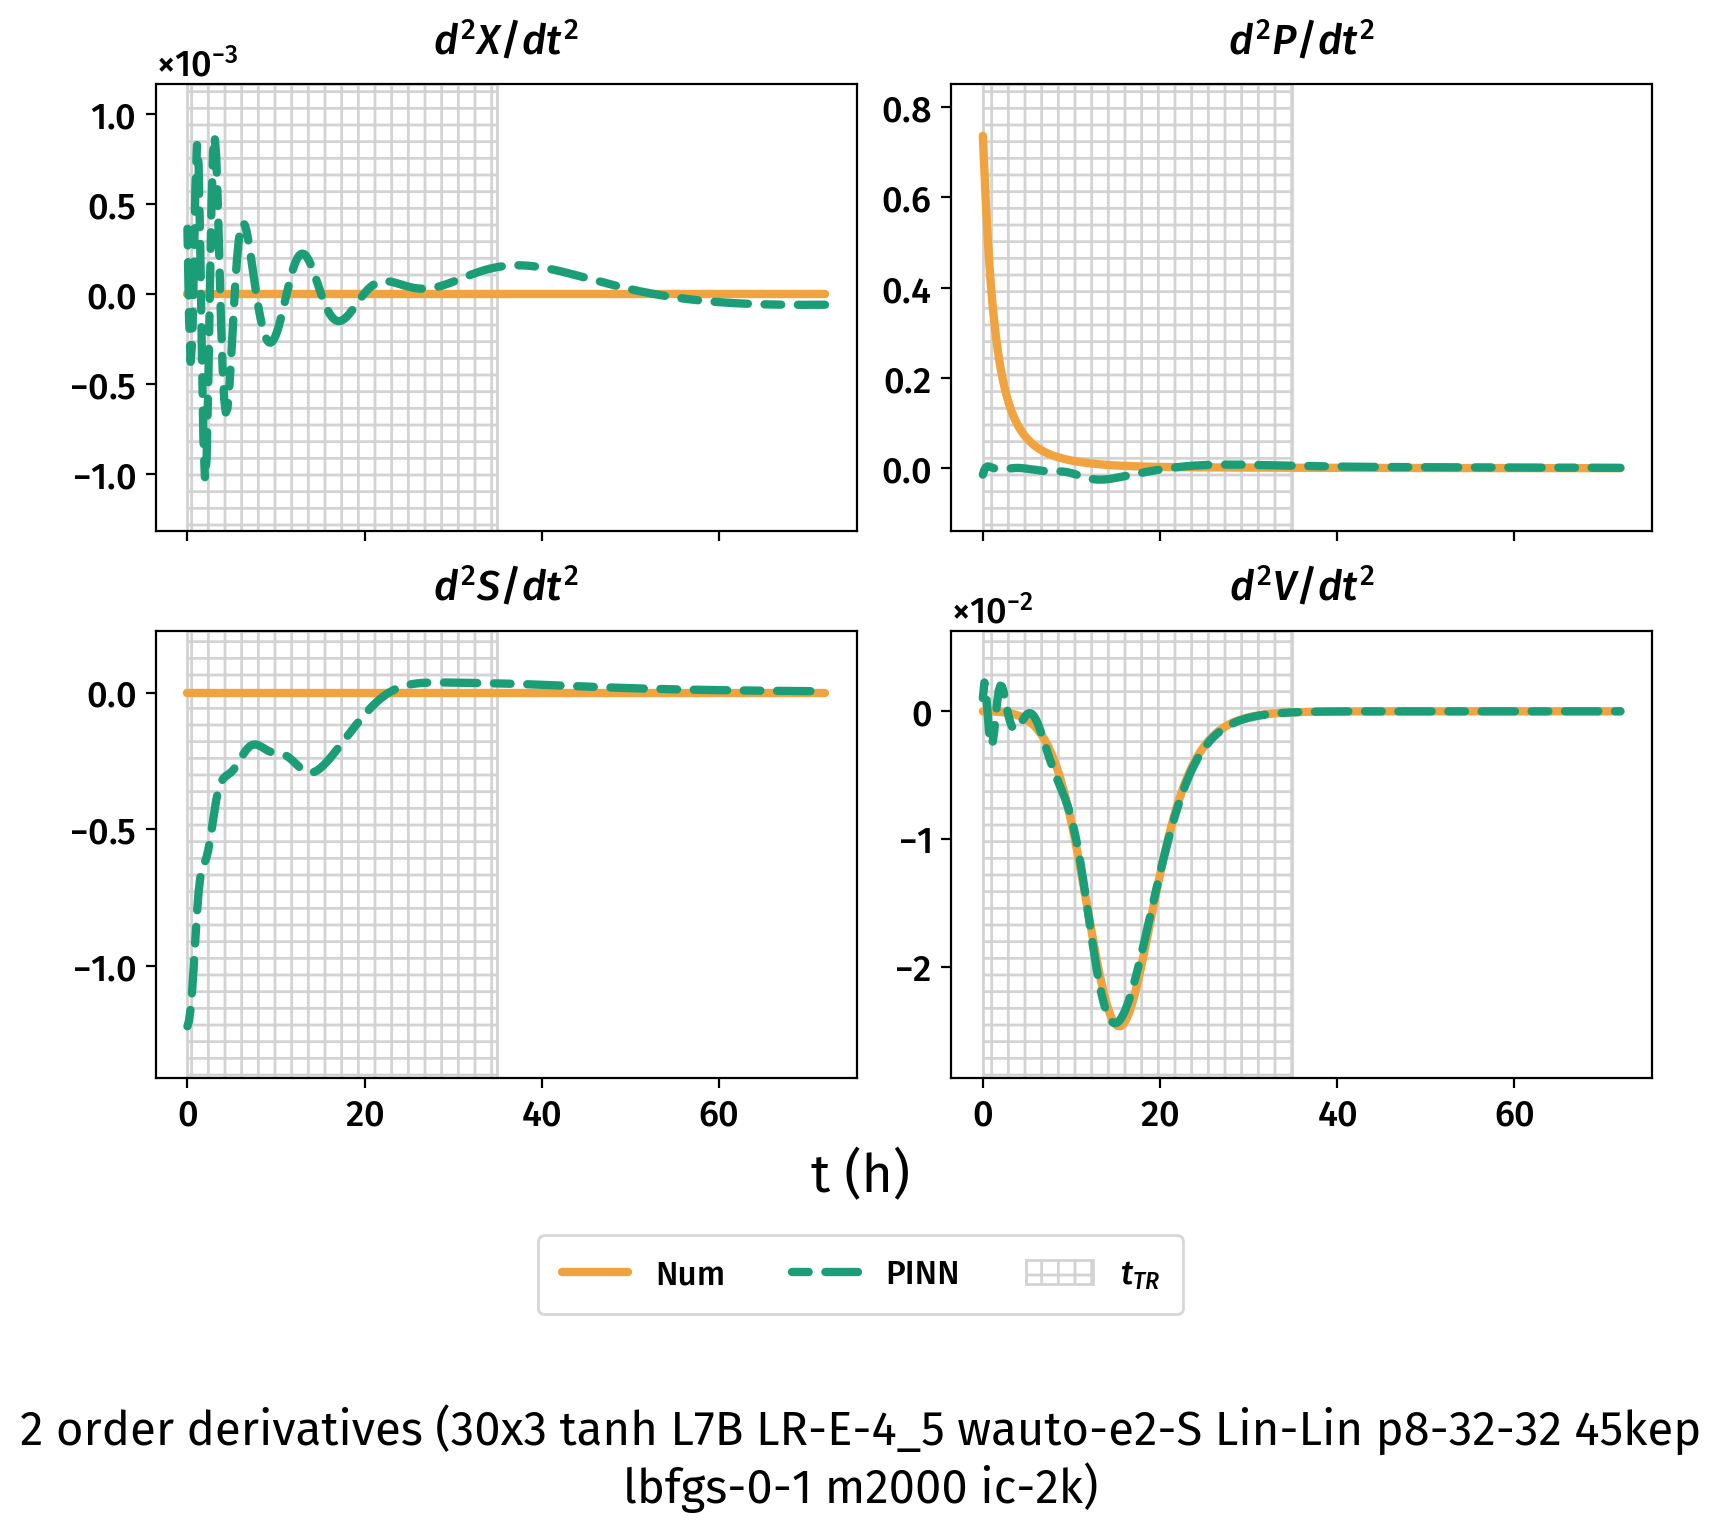 d²X/dt²
d²P/dt²
×10⁻³
1.0
0.5
0.0
−0.5
−1.0
0.8
0.6
0.4
0.2
0.0
d²S/dt²
d²V/dt²
×10⁻²
0.0
−0.5
−1.0
0
−1
−2
0 20 40 60
0 20 40 60
t (h)
Num PINN t_TR
2 order derivatives (30x3 tanh L7B LR-E-4_5 wauto-e2-S Lin-Lin p8-32-32 45kep
lbfgs-0-1 m2000 ic-2k)